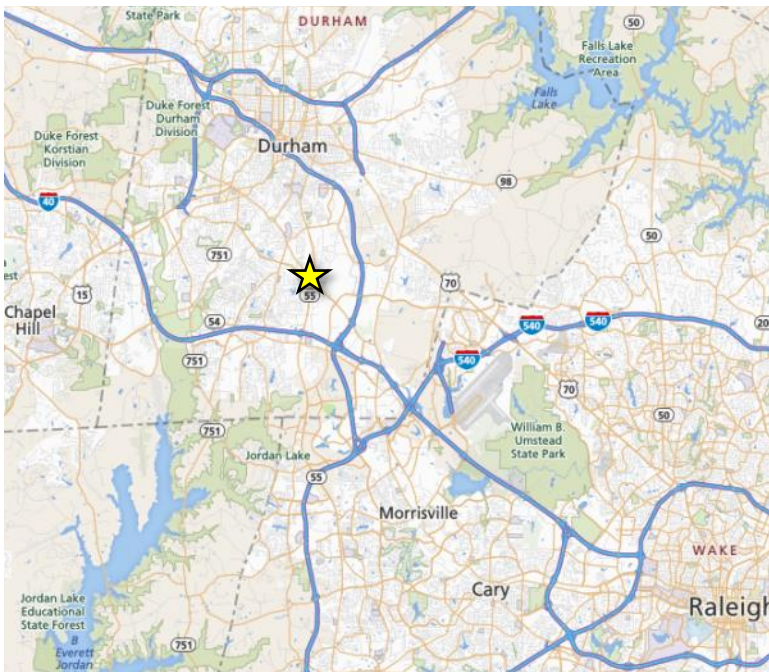 State Park
DURHAM
50
Falls Lake
Recreation
Area
Duke Forest
Durham
Division
Falls
Lake
Duke Forest
Korstian
Division
Durham
98
40
50
751
70
15
55
Chapel
Hill
54
540
540
20
540
751
70
50
751
William B.
Umstead
State Park
Jordan Lake
55
Morrisville
WAKE
Cary
Jordan Lake
Educational
State Forest
Raleigh
B
Everett
Jordan
751